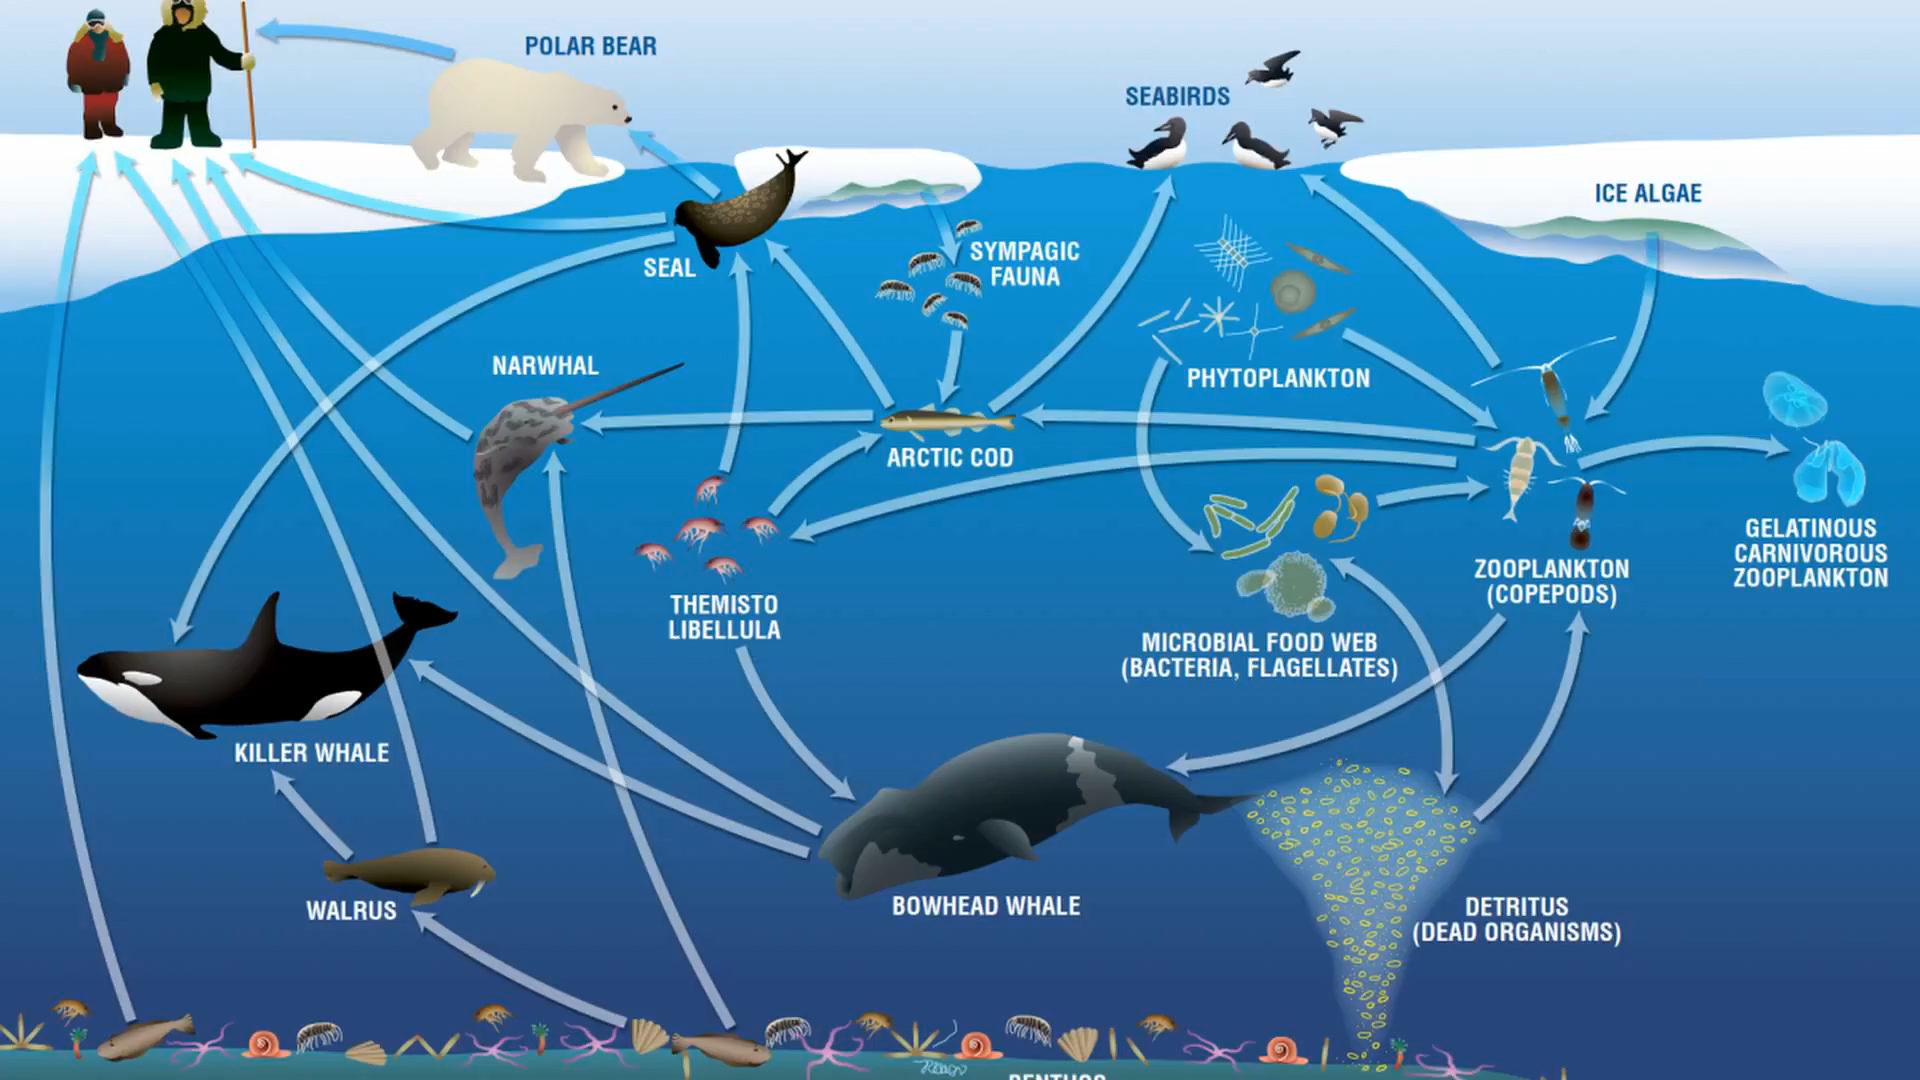 POLAR BEAR
SEABIRDS
ICE ALGAE
SYMPAGIC
FAUNA
SEAL
NARWHAL
PHYTOPLANKTON
ARCTIC COD
GELATINOUS
CARNIVOROUS
ZOOPLANKTON
ZOOPLANKTON
(COPEPODS)
THEMISTO
LIBELLULA
MICROBIAL FOOD WEB
(BACTERIA, FLAGELLATES)
KILLER WHALE
WALRUS
BOWHEAD WHALE
DETRITUS
(DEAD ORGANISMS)
BENTHOS